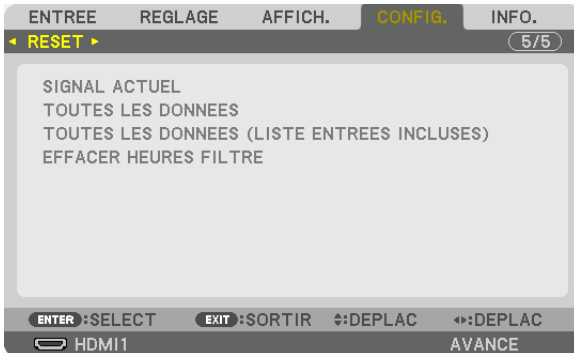 ENTREE REGLAGE AFFICH. CONFIG. INFO.
RESET 5/5
SIGNAL ACTUEL
TOUTES LES DONNEES
TOUTES LES DONNEES (LISTE ENTREES INCLUSES)
EFFACER HEURES FILTRE
ENTER :SELECT EXIT :SORTIR :DEPLAC :DEPLAC
HDMI1 AVANCE